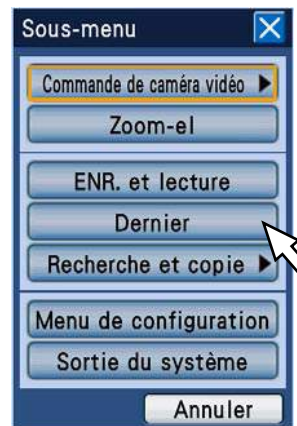 Sous-menu
Commande de caméra vidéo
Zoom-el
ENR. et lecture
Dernier
Recherche et copie
Menu de configuration
Sortie du système
Annuler